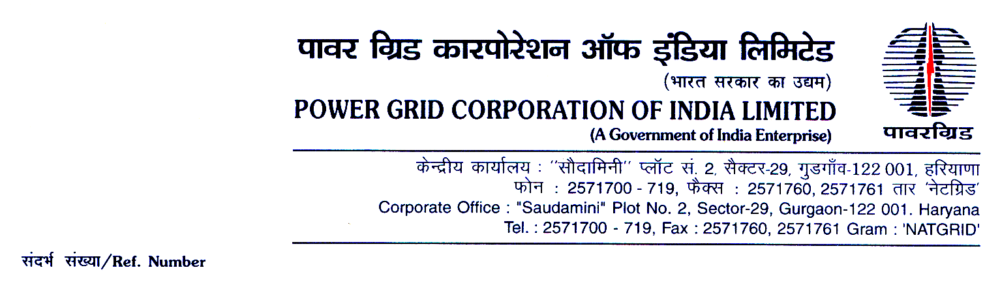 पावर ग्रिड कारपोरेशन ऑफ इंडिया लिमिटेड
(भारत सरकार का उद्यम)
POWER GRID CORPORATION OF INDIA LIMITED
(A Government of India Enterprise)
पावरग्रिड
केन्द्रीय कार्यालय : ''सौदामिनी'' प्लॉट सं. 2, सैक्टर-29, गुडगाँव-122 001, हरियाणा
फोन : 2571700 - 719, फैक्स : 2571760, 2571761 तार 'नेटग्रिड'
Corporate Office : "Saudamini" Plot No. 2, Sector-29, Gurgaon-122 001. Haryana
Tel. : 2571700 - 719, Fax : 2571760, 2571761 Gram : 'NATGRID'
संदर्भ संख्या/Ref. Number